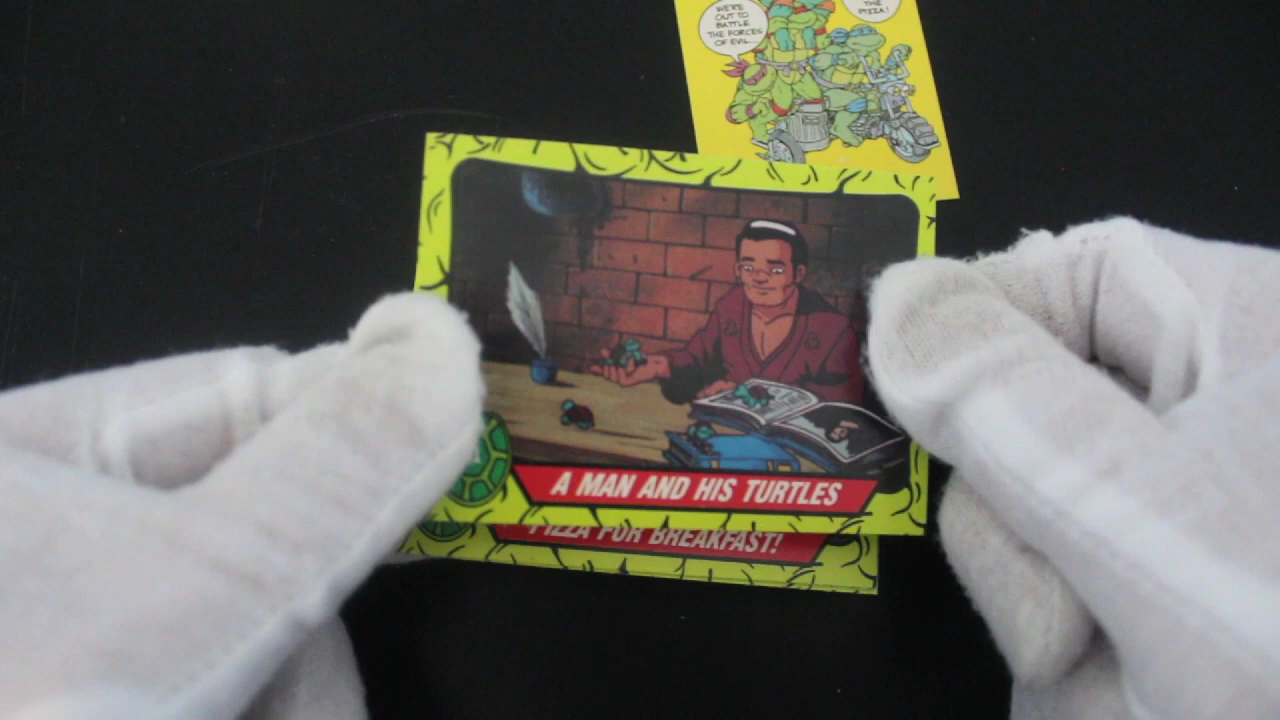 WE'RE
OUT TO
BATTLE
THE FORCES
OF EVIL...
THE
PIZZA!
A MAN AND HIS TURTLES
PIZZA FOR BREAKFAST!